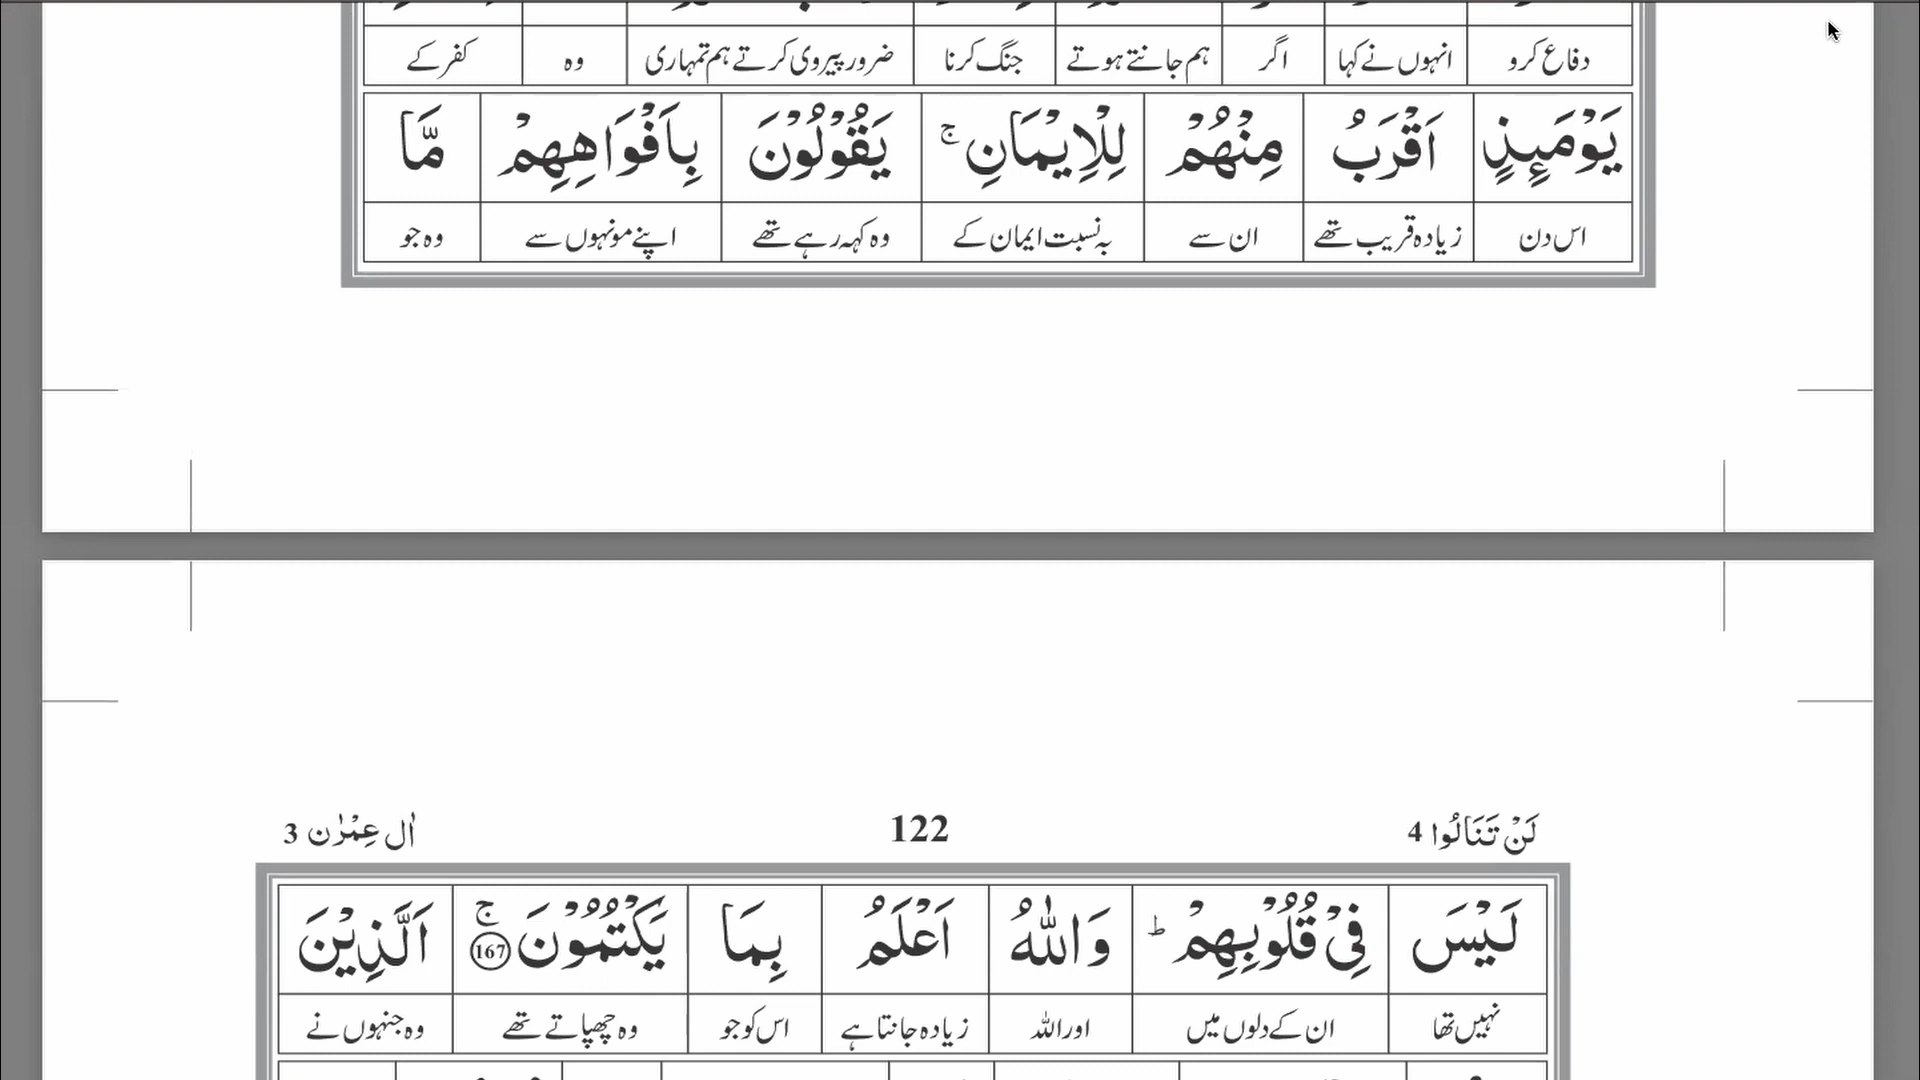 دفاع کرو انہوں نے کہا اگر ہم جانتے ہوتے جنگ کرنا ضرور پیروی کرتے ہم تمہاری وہ کفر کے
يَوْمَىِٕذٍ اَقْرَبُ مِنْهُمْ لِلْاِيْمَانِ ۚ يَقُوْلُوْنَ بِاَفْوَاهِهِمْ مَّا
اس دن زیادہ قریب تھے ان سے بہ نسبت ایمان کے وہ کہہ رہے تھے اپنے مونہوں سے وہ جو
لَنْ تَنَالُوا 4 122 اٰل عِمْرٰن 3
لَيْسَ فِىْ قُلُوْبِهِمْ ؕ وَاللّٰهُ اَعْلَمُ بِمَا يَكْتُمُوْنَ ۚ 167 اَلَّذِيْنَ
نہیں تھا ان کے دلوں میں اور اللہ زیادہ جانتا ہے اس کو جو وہ چھپاتے تھے وہ جنہوں نے